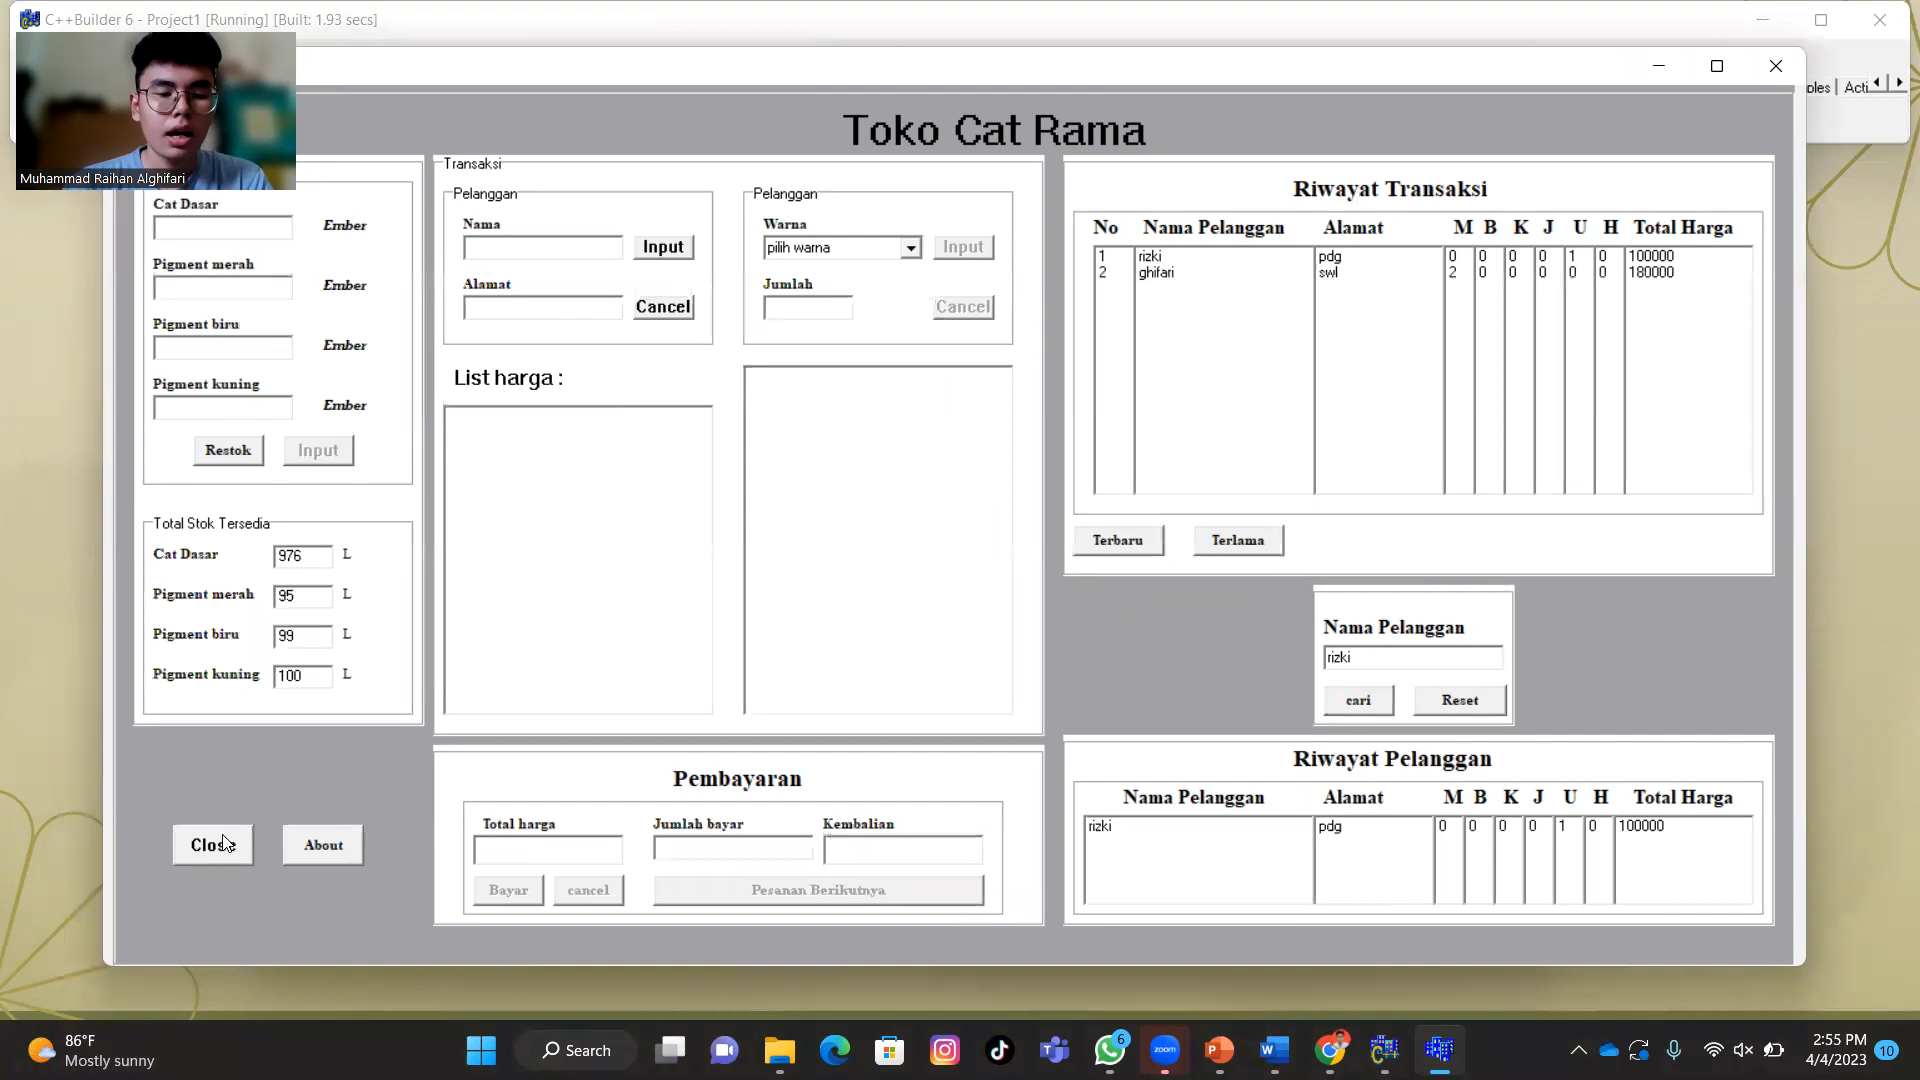 C++Builder 6 - Project1 [Running] [Built: 1.93 secs]
Muhammad Raihan Alghifari
ples
Acti
Toko Cat Rama
Cat Dasar
Ember
Pigment merah
Ember
Pigment biru
Ember
Pigment kuning
Ember
Restok
Input
Total Stok Tersedia
Cat Dasar 976 L
Pigment merah 95 L
Pigment biru 99 L
Pigment kuning 100 L
Close
About
Transaksi
Pelanggan
Nama
Input
Alamat
Cancel
Pelanggan
Warna
pilih warna
Input
Jumlah
Cancel
List harga :
Pembayaran
Total harga
Jumlah bayar
Kembalian
Bayar
cancel
Pesanan Berikutnya
Riwayat Transaksi
No Nama Pelanggan Alamat M B K J U H Total Harga
1 rizki pdg 0 0 0 0 1 0 100000
2 ghifari swl 2 0 0 0 0 0 180000
Terbaru
Terlama
Nama Pelanggan
rizki
cari
Reset
Riwayat Pelanggan
Nama Pelanggan Alamat M B K J U H Total Harga
rizki pdg 0 0 0 0 1 0 100000
86°F
Mostly sunny
Search
6
zoom
2:55 PM
4/4/2023
10